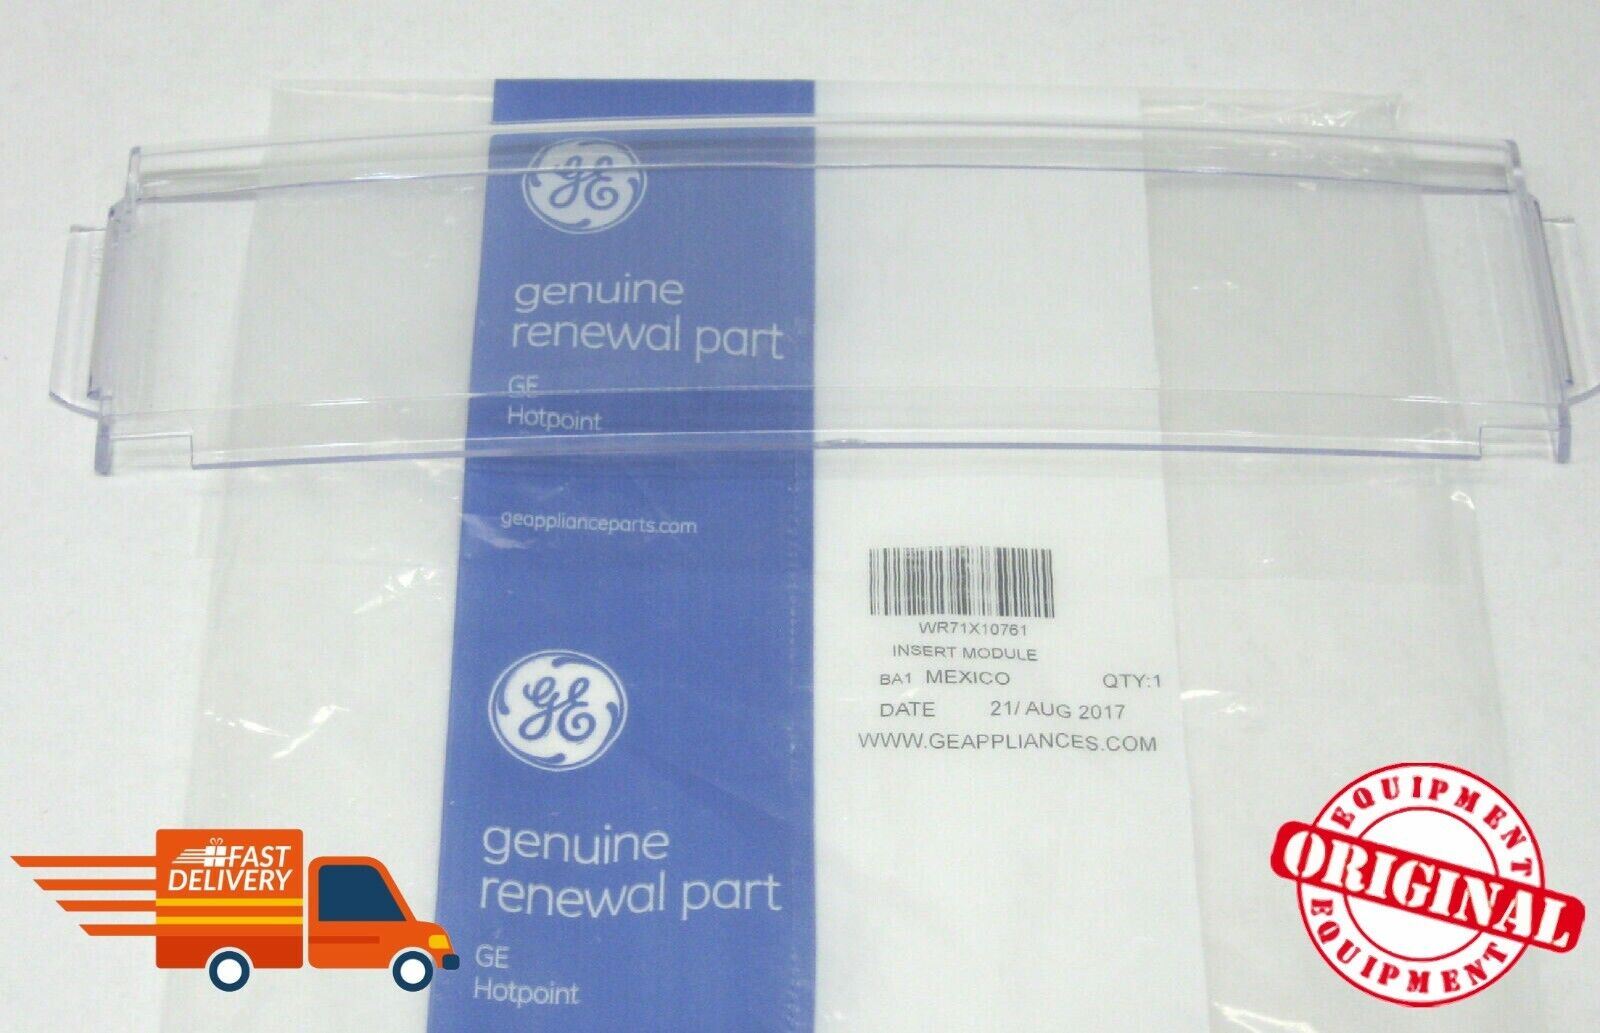 GE
genuine
renewal part
GE
Hotpoint
geapplianceparts.com
WR71X10761
INSERT MODULE
BA1 MEXICO QTY:1
DATE 21/ AUG 2017
WWW.GEAPPLIANCES.COM
GE
genuine
renewal part
GE
Hotpoint
FAST
DELIVERY
EQUIPMENT
ORIGINAL
EQUIPMENT